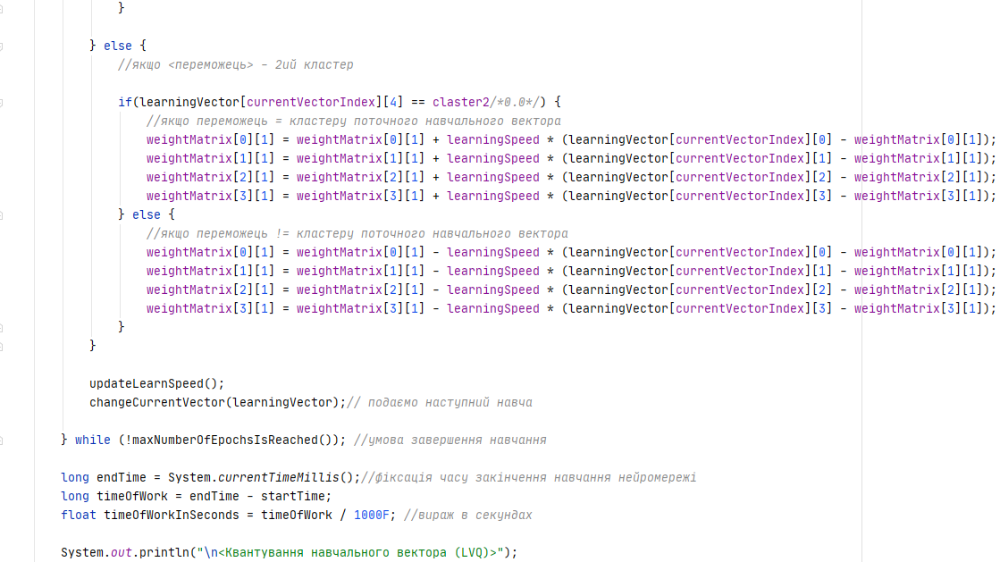 }
} else {
//якщо <переможець> - 2ий кластер
if(learningVector[currentVectorIndex][4] == claster2/*0.0*/) {
//якщо переможець = кластеру поточного навчального вектора
weightMatrix[0][1] = weightMatrix[0][1] + learningSpeed * (learningVector[currentVectorIndex][0] - weightMatrix[0][1]);
weightMatrix[1][1] = weightMatrix[1][1] + learningSpeed * (learningVector[currentVectorIndex][1] - weightMatrix[1][1]);
weightMatrix[2][1] = weightMatrix[2][1] + learningSpeed * (learningVector[currentVectorIndex][2] - weightMatrix[2][1]);
weightMatrix[3][1] = weightMatrix[3][1] + learningSpeed * (learningVector[currentVectorIndex][3] - weightMatrix[3][1]);
} else {
//якщо переможець != кластеру поточного навчального вектора
weightMatrix[0][1] = weightMatrix[0][1] - learningSpeed * (learningVector[currentVectorIndex][0] - weightMatrix[0][1]);
weightMatrix[1][1] = weightMatrix[1][1] - learningSpeed * (learningVector[currentVectorIndex][1] - weightMatrix[1][1]);
weightMatrix[2][1] = weightMatrix[2][1] - learningSpeed * (learningVector[currentVectorIndex][2] - weightMatrix[2][1]);
weightMatrix[3][1] = weightMatrix[3][1] - learningSpeed * (learningVector[currentVectorIndex][3] - weightMatrix[3][1]);
}
}
updateLearnSpeed();
changeCurrentVector(learningVector);// подаємо наступний навча
} while (!maxNumberOfEpochsIsReached()); //умова завершення навчання
long endTime = System.currentTimeMillis();//фіксація часу закінчення навчання нейромережі
long timeOfWork = endTime - startTime;
float timeOfWorkInSeconds = timeOfWork / 1000F; //вираж в секундах
System.out.println("\n<Квантування навчального вектора (LVQ)>");